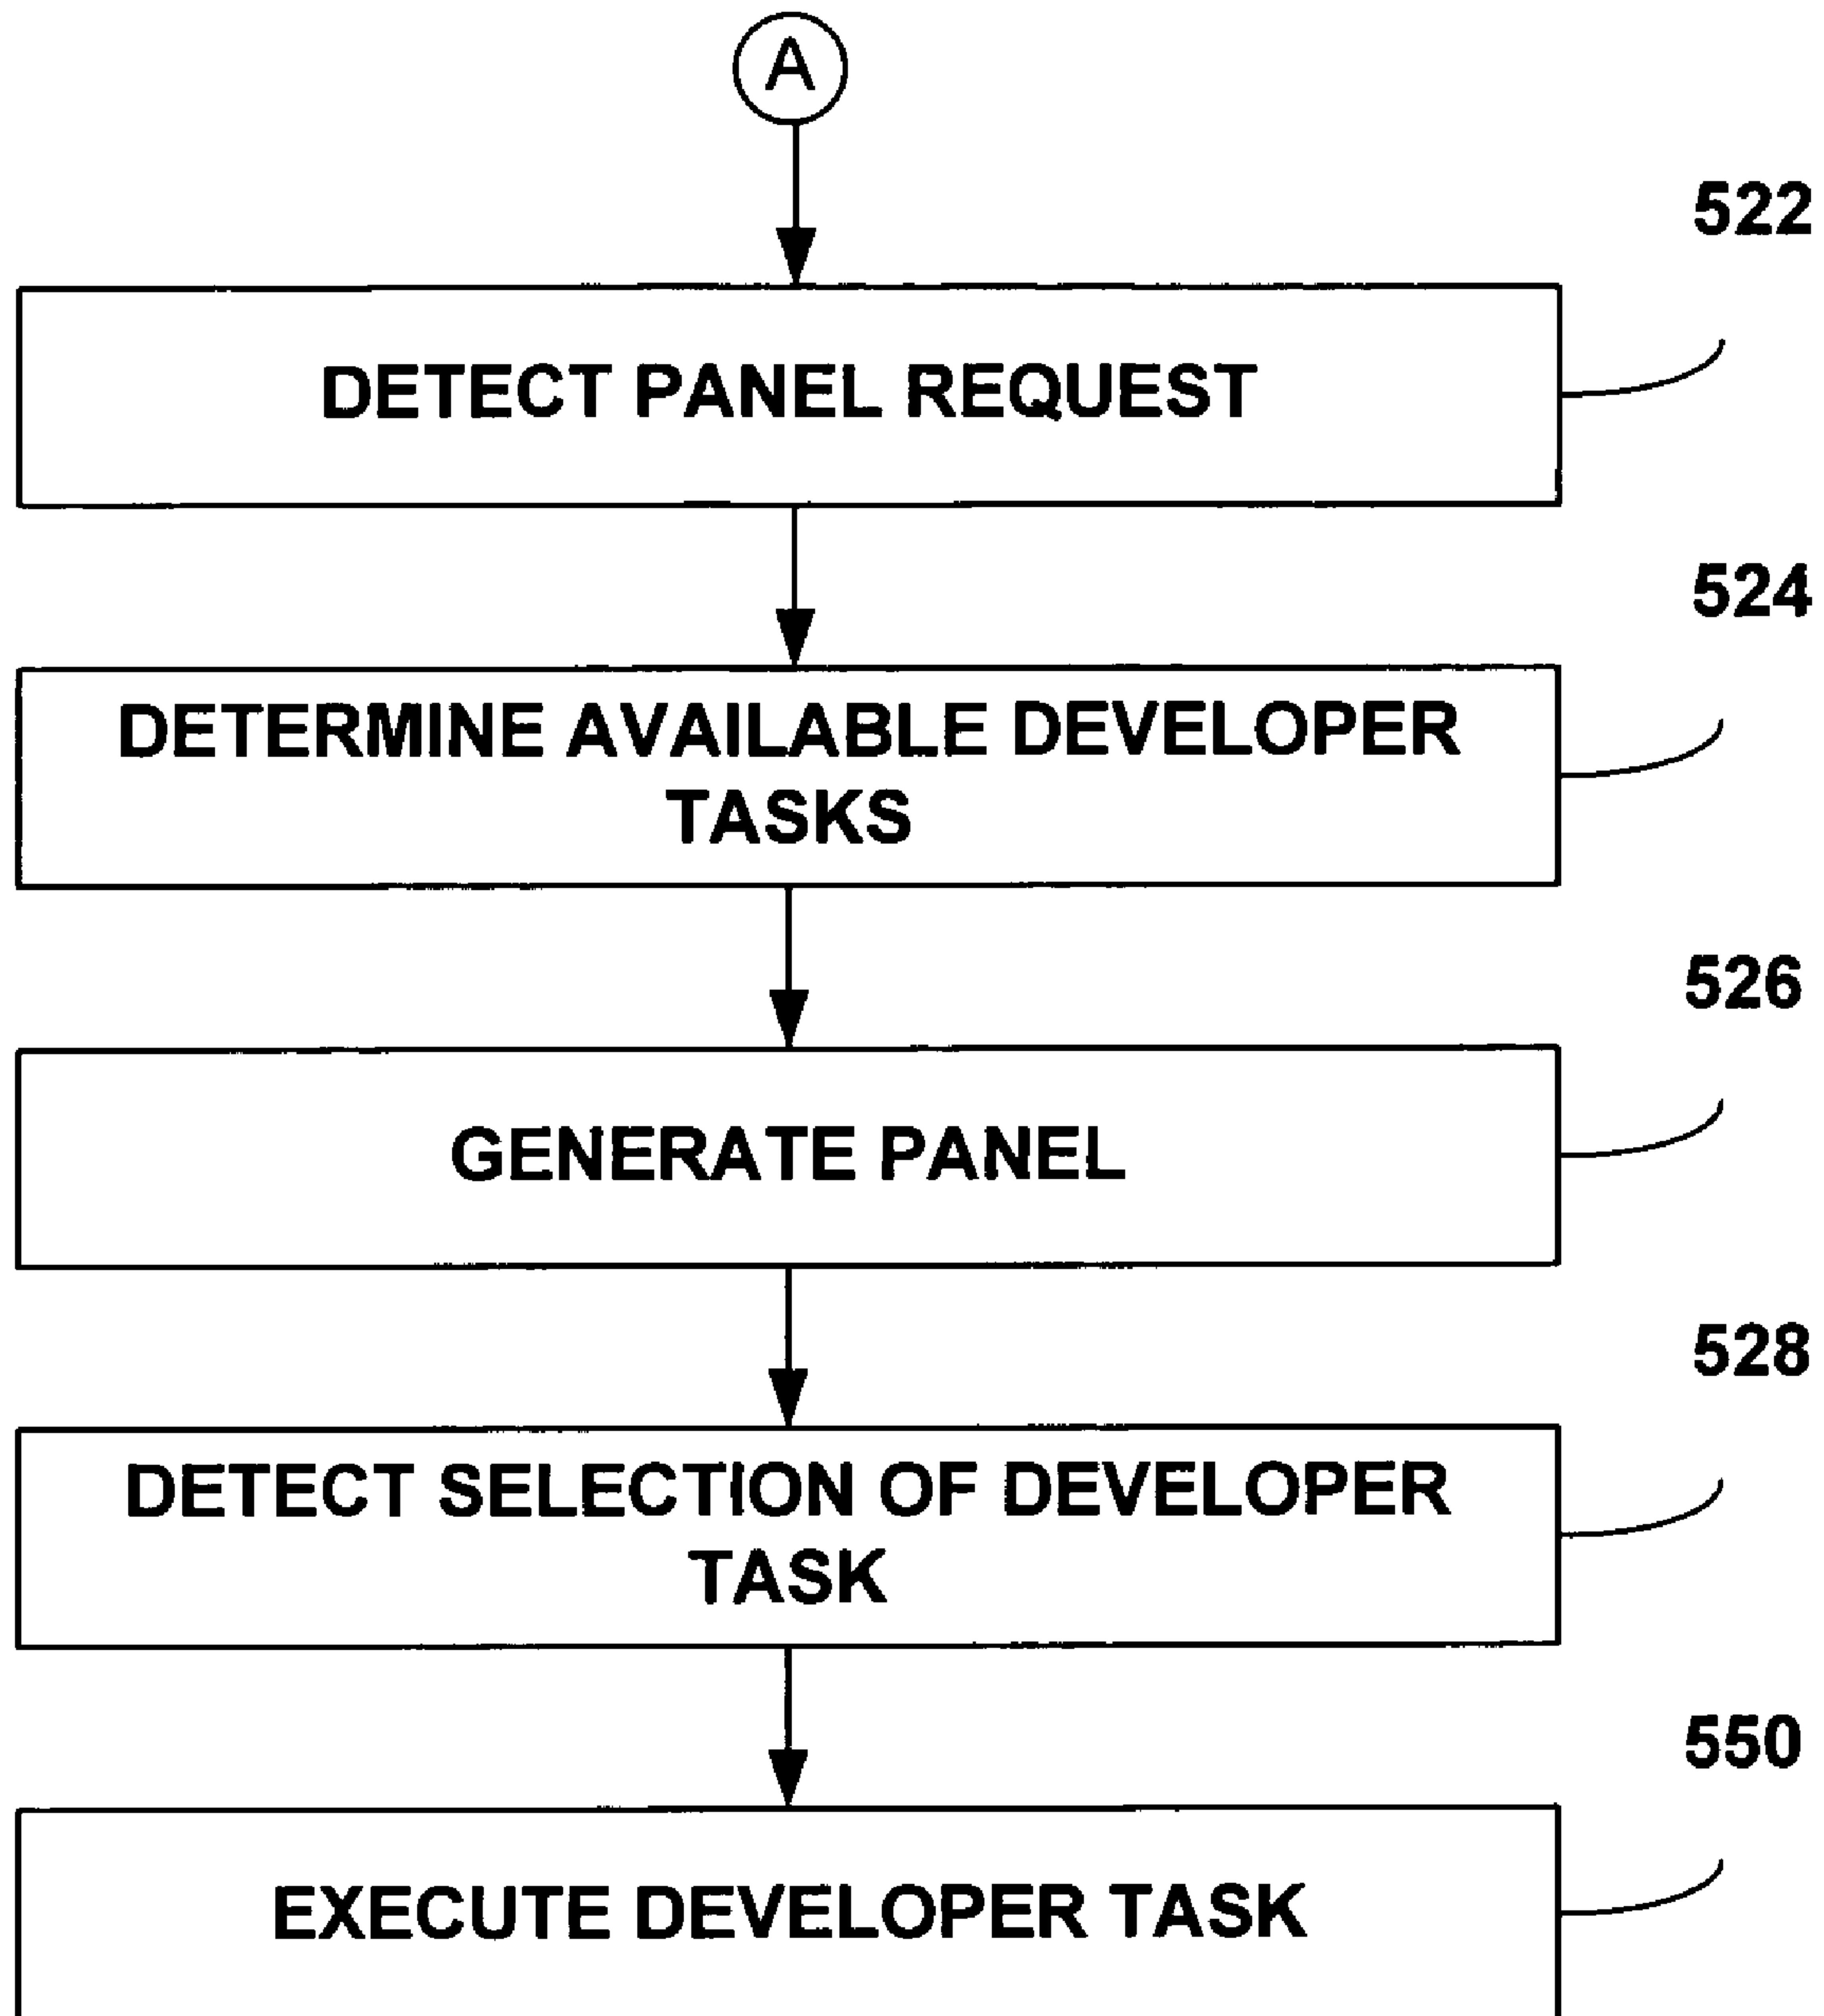 A
522
DETECT PANEL REQUEST
524
DETERMINE AVAILABLE DEVELOPER
TASKS
526
GENERATE PANEL
528
DETECT SELECTION OF DEVELOPER
TASK
550
EXECUTE DEVELOPER TASK